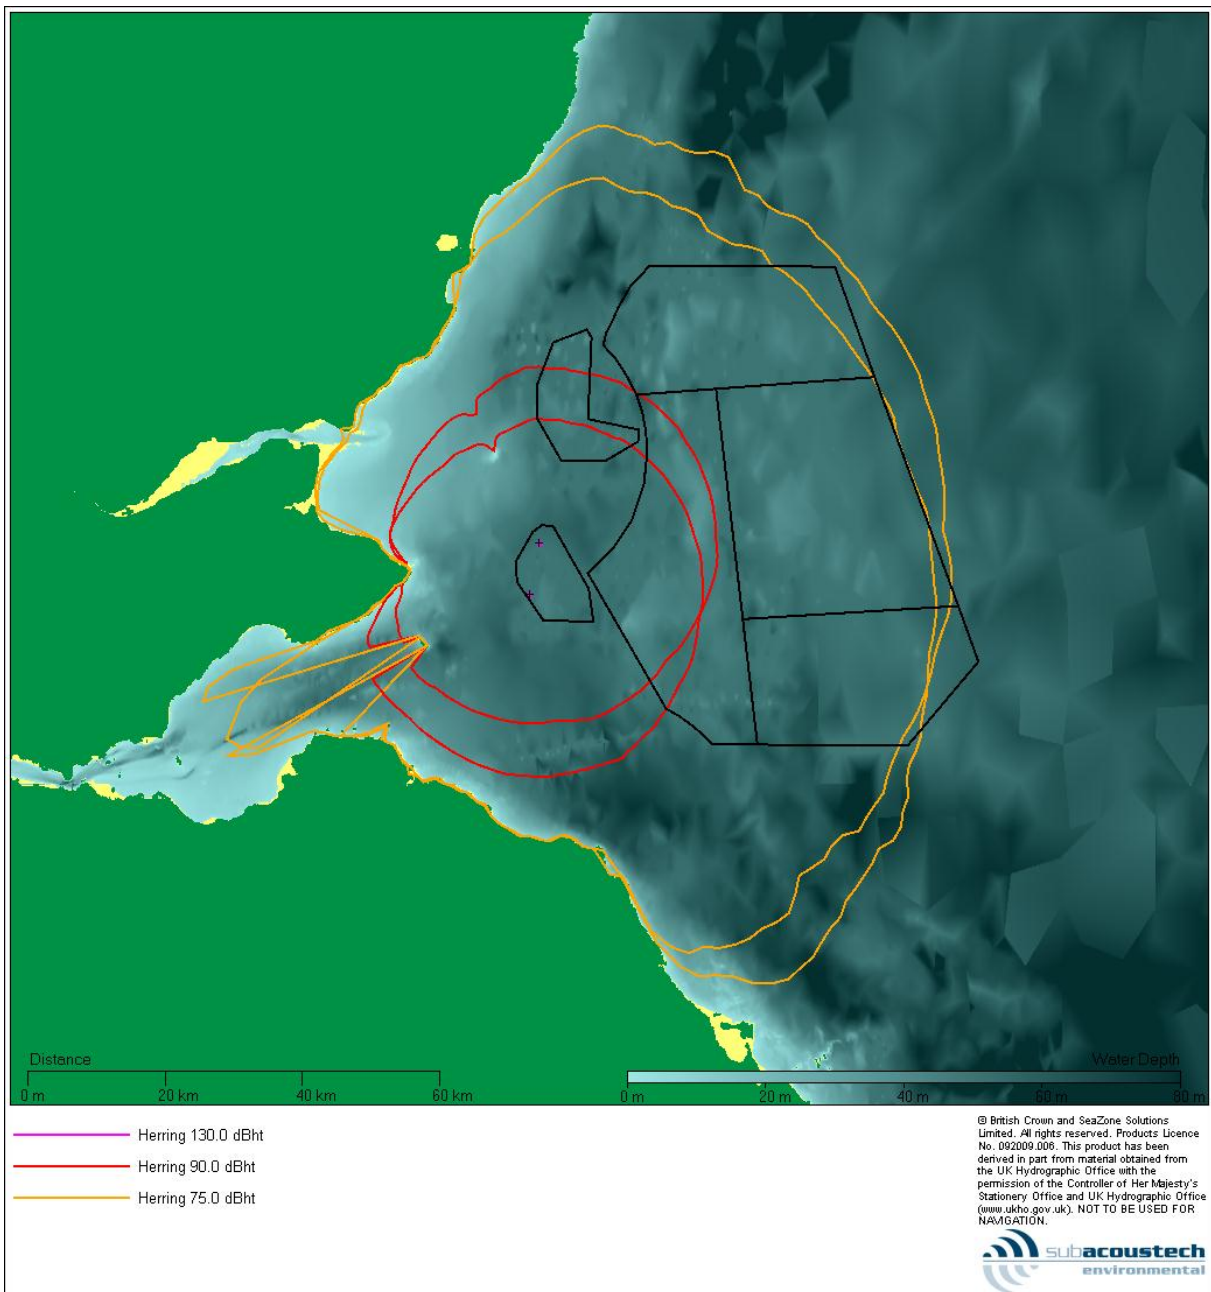 Distance
Water Depth
0 m 20 km 40 km 60 km
0 m 20 m 40 m 60 m 80 m
Herring 130.0 dBht
Herring 90.0 dBht
Herring 75.0 dBht
© British Crown and SeaZone Solutions
Limited. All rights reserved. Products Licence
No. 092009.006. This product has been
derived in part from material obtained from
the UK Hydrographic Office with the
permission of the Controller of Her Majesty's
Stationery Office and UK Hydrographic Office
(www.ukho.gov.uk). NOT TO BE USED FOR
NAVIGATION.
subacoustech
environmental